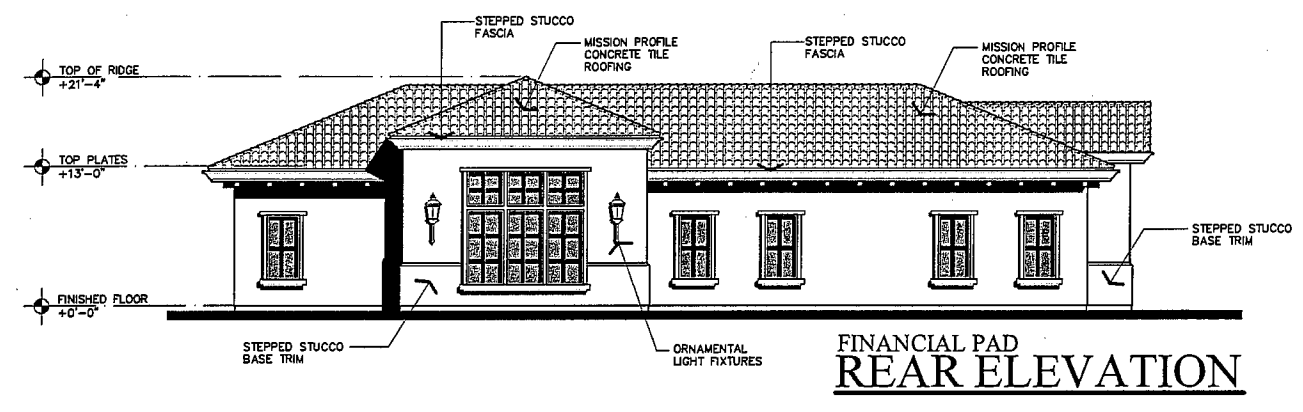 STEPPED STUCCO
FASCIA
MISSION PROFILE
CONCRETE TILE
ROOFING
STEPPED STUCCO
FASCIA
MISSION PROFILE
CONCRETE TILE
ROOFING
TOP OF RIDGE
+21'-4"
TOP PLATES
+13'-0"
STEPPED STUCCO
BASE TRIM
FINISHED FLOOR
+0'-0"
STEPPED STUCCO
BASE TRIM
ORNAMENTAL
LIGHT FIXTURES
FINANCIAL PAD
REAR ELEVATION